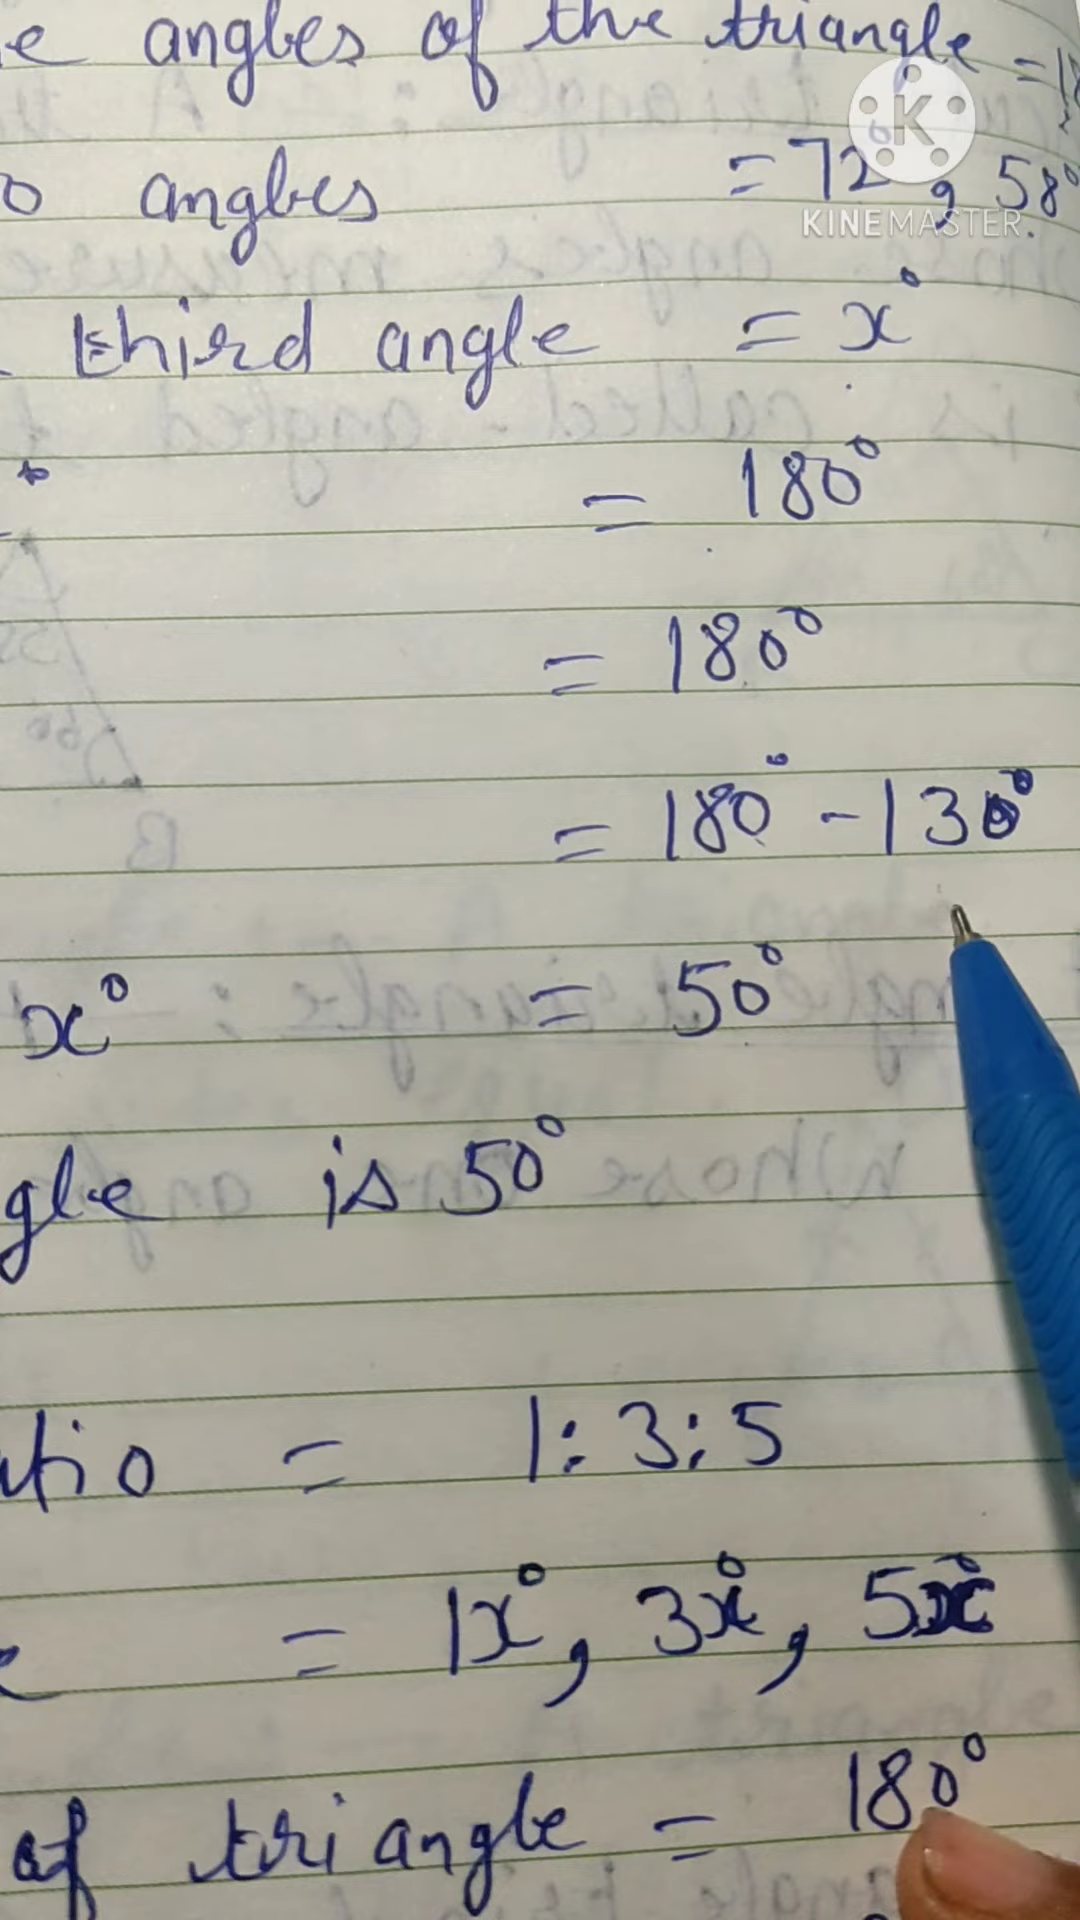 e angles of the triangle = 18
K
o angles = 72°, 58°
KINEMASTER
third angle = x°
= 180°
= 180°
= 180° - 130°
x° = 50°
gle is 50°
tio = 1:3:5
= 1x°, 3x°, 5x°
of triangle = 180°